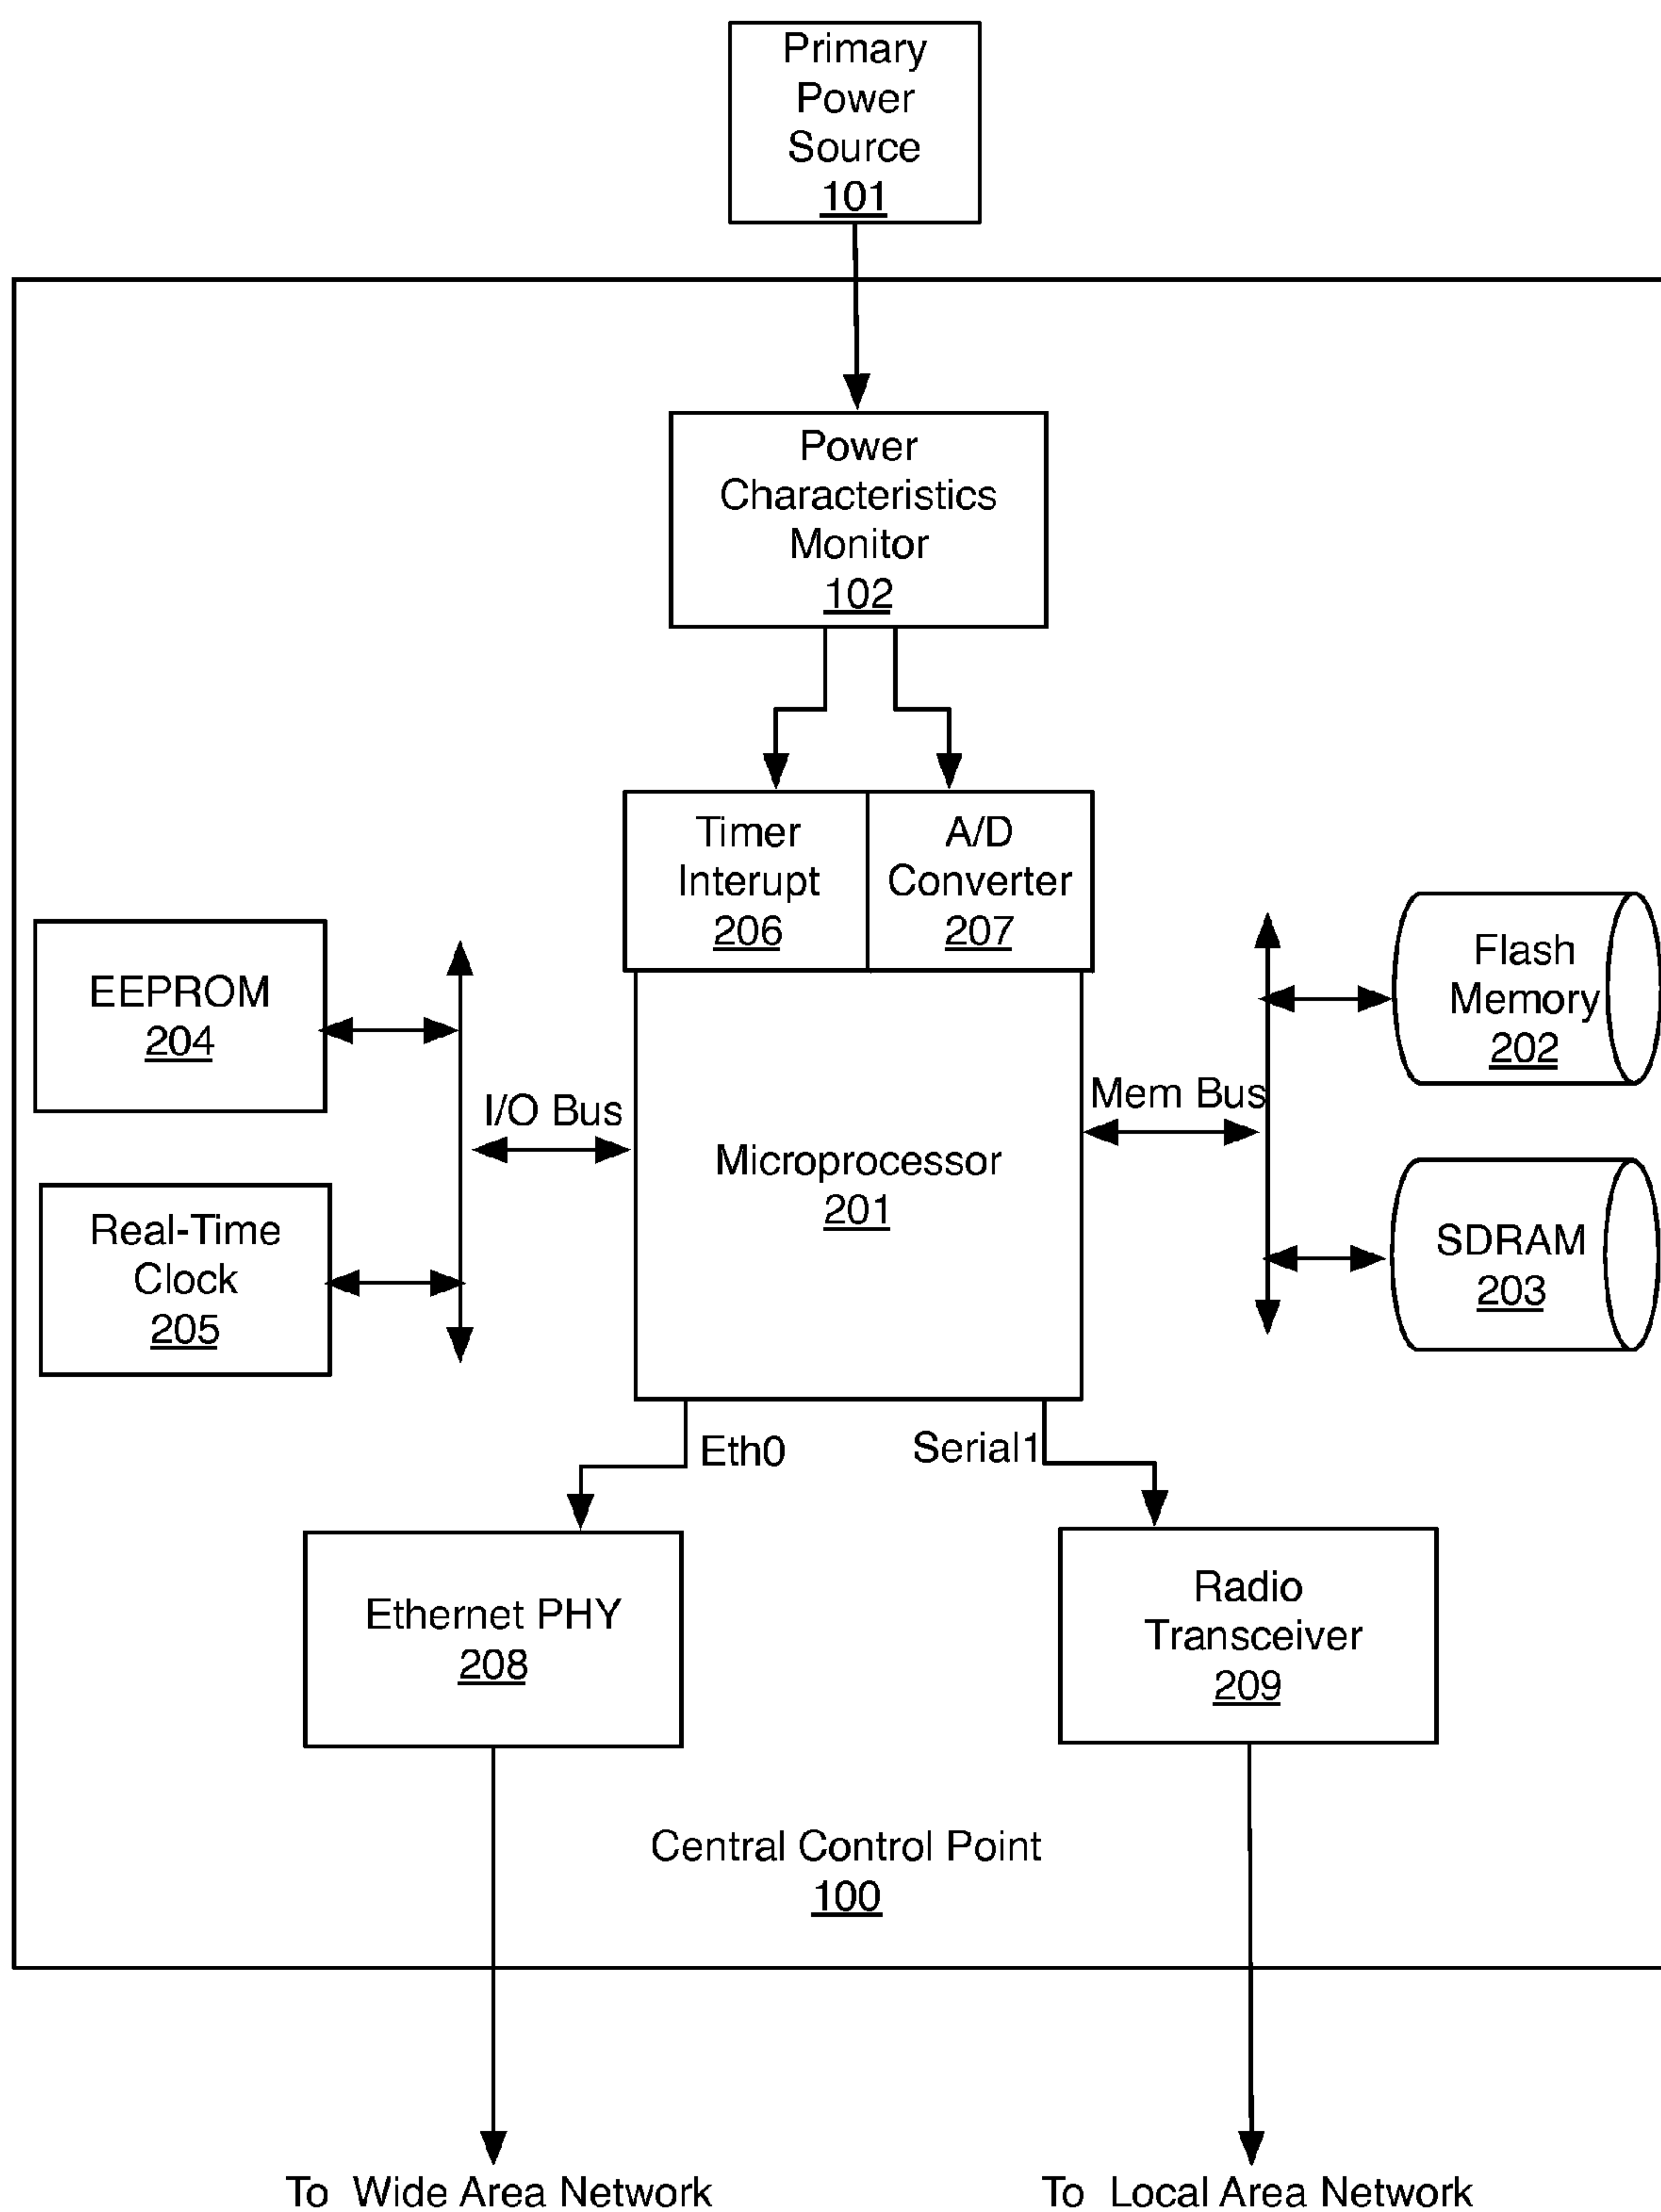 Primary
Power
Source
101
Power
Characteristics
Monitor
102
Timer
Interupt
206
A/D
Converter
207
EEPROM
204
I/O Bus
Real-Time
Clock
205
Microprocessor
201
Mem Bus
Flash
Memory
202
SDRAM
203
Eth0
Serial1
Ethernet PHY
208
Radio
Transceiver
209
Central Control Point
100
To Wide Area Network
To Local Area Network